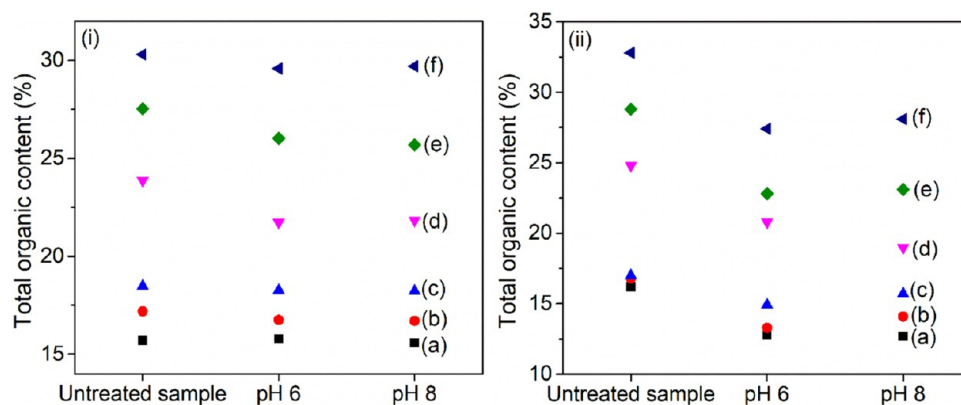 (i)
Total organic content (%)
30
25
20
15
(f)
(e)
(d)
(c)
(b)
(a)
Untreated sample pH 6 pH 8
(ii)
Total organic content (%)
35
30
25
20
15
10
(f)
(e)
(d)
(c)
(b)
(a)
Untreated sample pH 6 pH 8